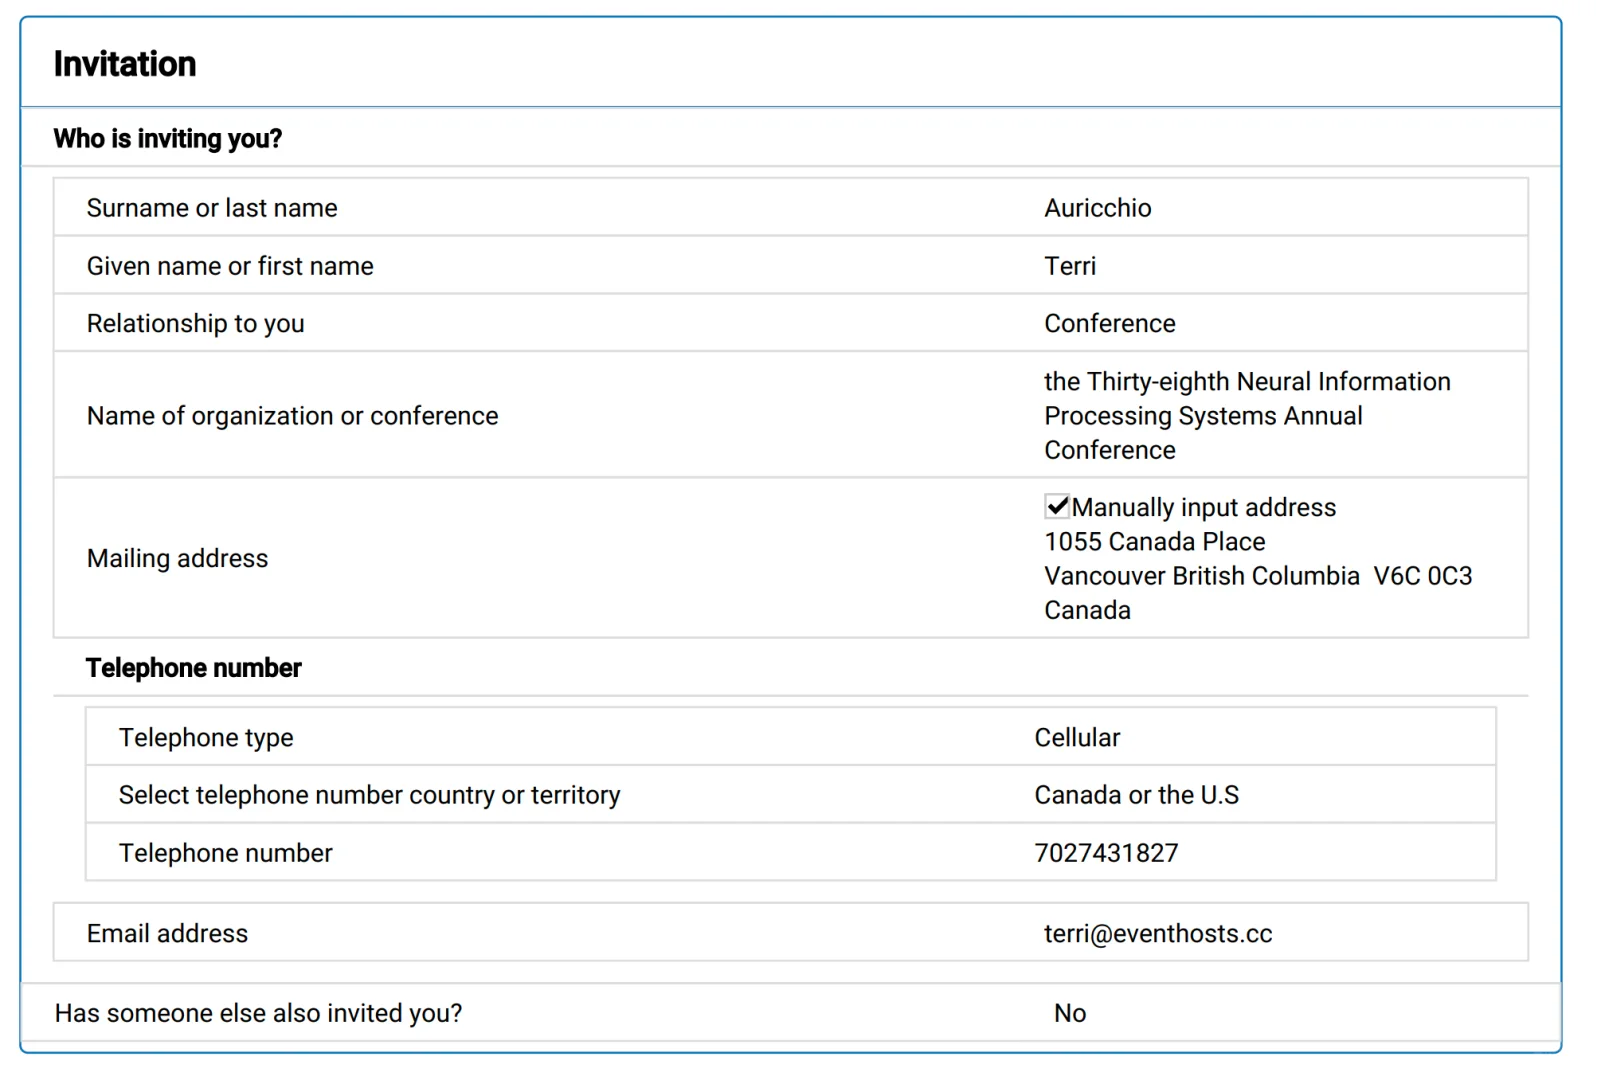 Invitation
Who is inviting you?
Surname or last name Auricchio
Given name or first name Terri
Relationship to you Conference
Name of organization or conference the Thirty-eighth Neural Information
Processing Systems Annual
Conference
Mailing address ✔Manually input address
1055 Canada Place
Vancouver British Columbia  V6C 0C3
Canada
Telephone number
Telephone type Cellular
Select telephone number country or territory Canada or the U.S
Telephone number 7027431827
Email address terri@eventhosts.cc
Has someone else also invited you? No